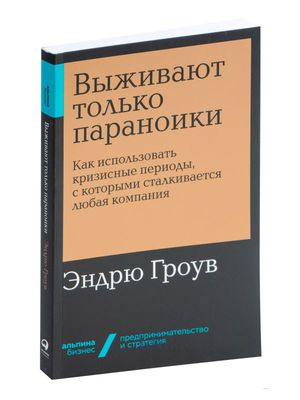 Выживают
только
параноики
Как использовать
кризисные периоды,
с которыми сталкивается
любая компания
Эндрю Гроув
альпина
бизнес
предпринимательство
и стратегия
Выживают только параноики
Эндрю Гроув